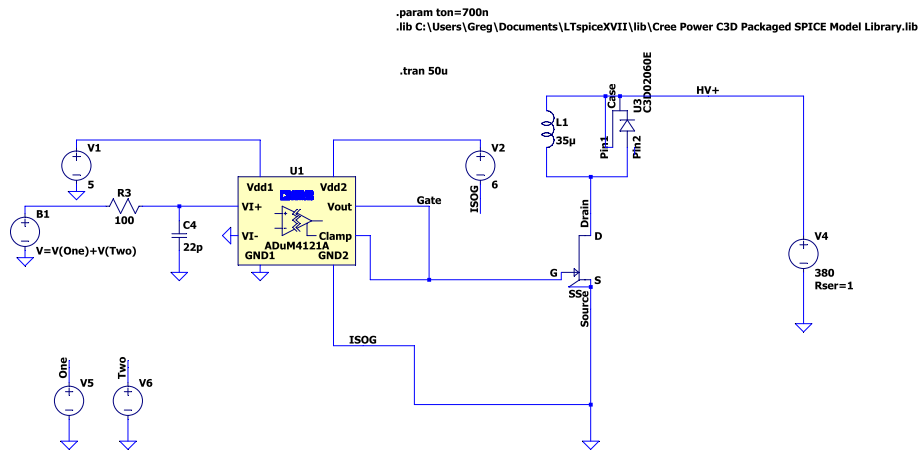 .param ton=700n
.lib C:\Users\Greg\Documents\LTspiceXVII\lib\Cree Power C3D Packaged SPICE Model Library.lib
.tran 50u
HV+
Case
U3
C3D02060E
L1
35µ
Pin1
Pin2
V1
5
U1
V2
6
ISOG
Vdd1
Vdd2
R3
100
VI+
Vout
Gate
B1
V=V(One)+V(Two)
C4
22p
VI-
Clamp
ADuM4121A
GND1
GND2
Drain
D
G
S
SS
Source
V4
380
Rser=1
ISOG
One
V5
Two
V6